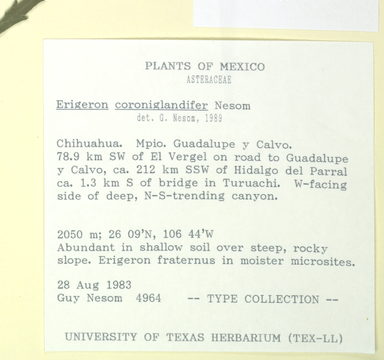 PLANTS OF MEXICO
ASTERACEAE
Erigeron coroniglandifer Nesom
det. G. Nesom, 1989
Chihuahua. Mpio. Guadalupe y Calvo.
78.9 km SW of El Vergel on road to Guadalupe
y Calvo, ca. 212 km SSW of Hidalgo del Parral
ca. 1.3 km S of bridge in Turuachi. W-facing
side of deep, N-S-trending canyon.
2050 m; 26 09'N, 106 44'W
Abundant in shallow soil over steep, rocky
slope. Erigeron fraternus in moister microsites.
28 Aug 1983
Guy Nesom 4964 -- TYPE COLLECTION --
UNIVERSITY OF TEXAS HERBARIUM (TEX-LL)